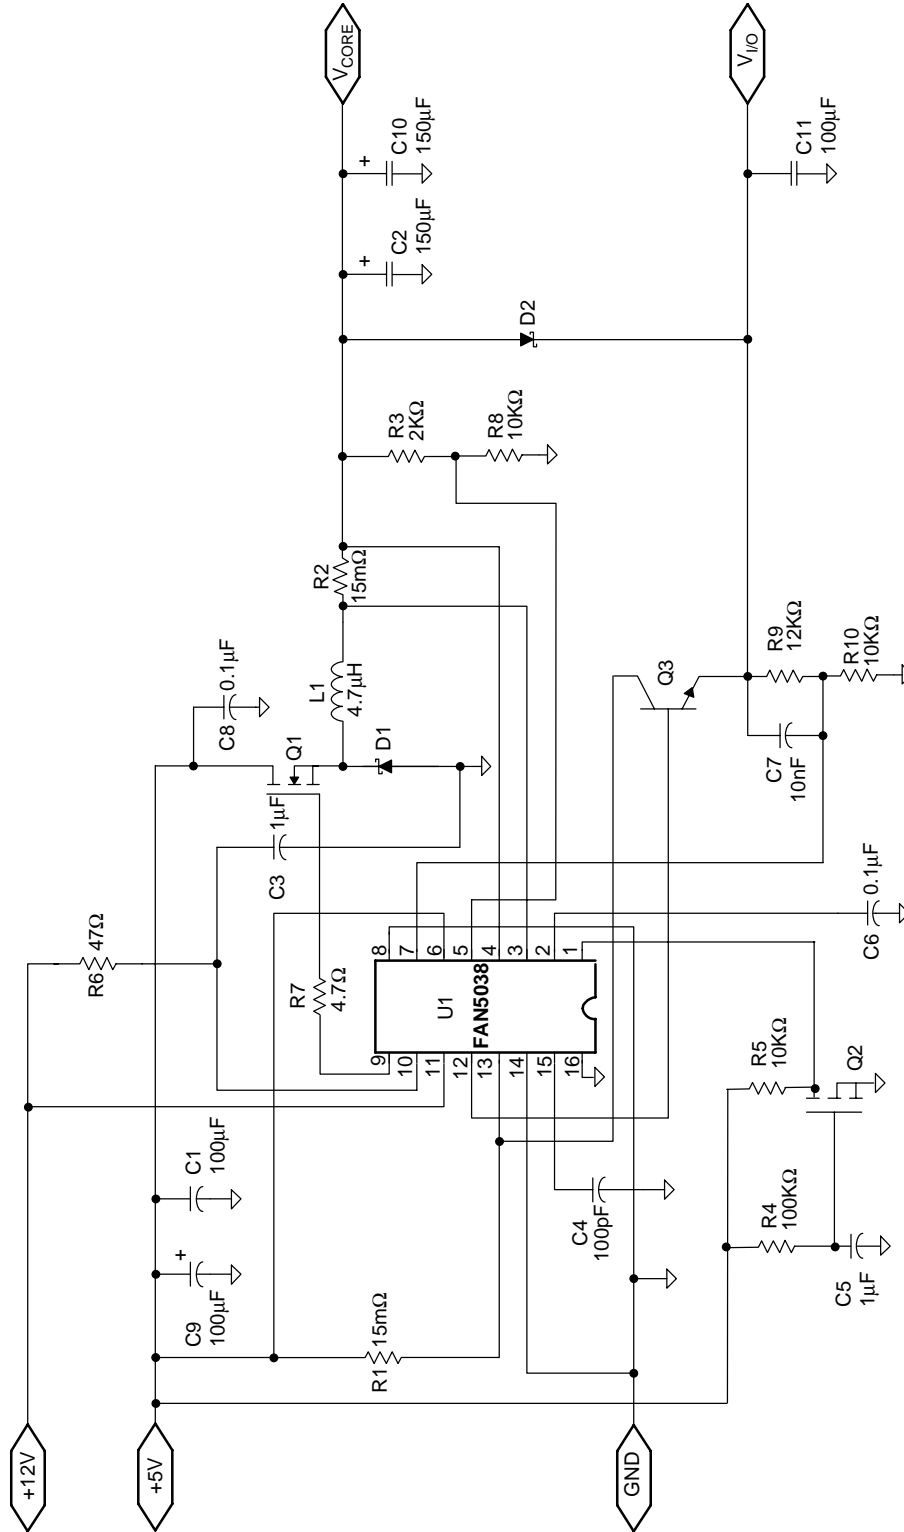 +12V
+5V
GND
V_CORE
V_I/O
C9
100µF
+
C1
100µF
R1
15mΩ
R6
47Ω
C3
1µF
R7
4.7Ω
Q1
C8
0.1µF
D1
L1
4.7µH
R2
15mΩ
R3
2KΩ
R8
10KΩ
D2
+
C2
150µF
+
C10
150µF
C11
100µF
U1
FAN5038
9
10
11
12
13
14
15
16
8
7
6
5
4
3
2
1
C4
100pF
Q3
C7
10nF
R9
12KΩ
R10
10KΩ
C6
0.1µF
R4
100KΩ
C5
1µF
R5
10KΩ
Q2